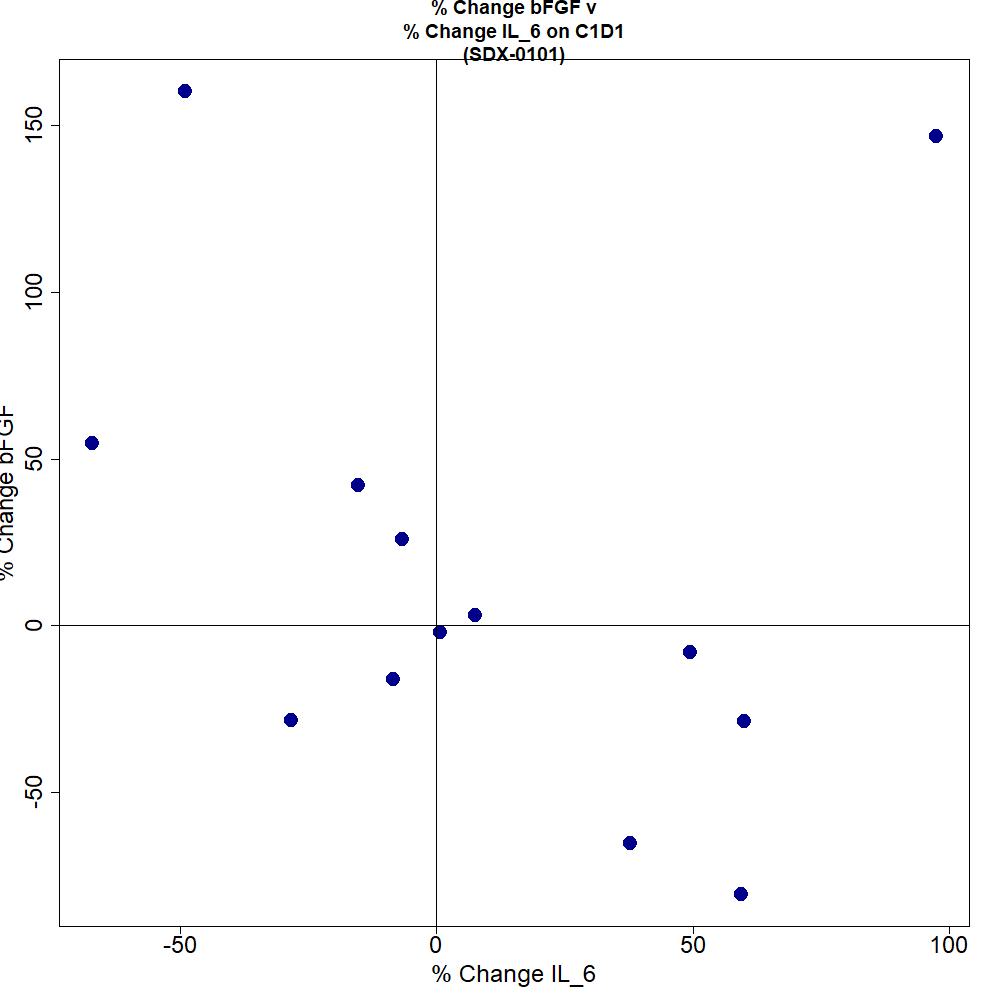 % Change bFGF v
% Change IL_6 on C1D1
(SDX-0101)
150
100
50
0
-50
% Change bFGF
-50
0
50
100
% Change IL_6